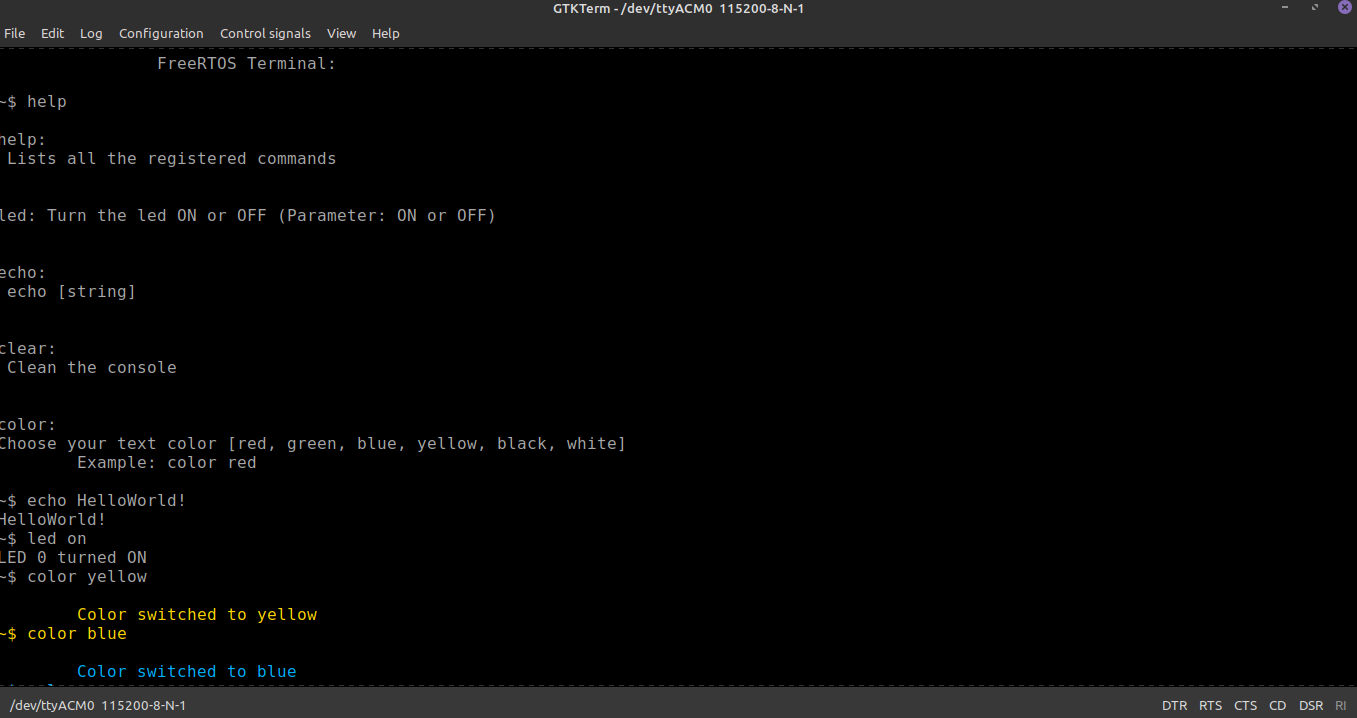 GTKTerm - /dev/ttyACM0 115200-8-N-1
File Edit Log Configuration Control signals View Help
FreeRTOS Terminal:
~$ help
help:
Lists all the registered commands
led: Turn the led ON or OFF (Parameter: ON or OFF)
echo:
echo [string]
clear:
Clean the console
color:
Choose your text color [red, green, blue, yellow, black, white]
Example: color red
~$ echo HelloWorld!
HelloWorld!
~$ led on
LED 0 turned ON
~$ color yellow
Color switched to yellow
~$ color blue
Color switched to blue
/dev/ttyACM0 115200-8-N-1 DTR RTS CTS CD DSR RI